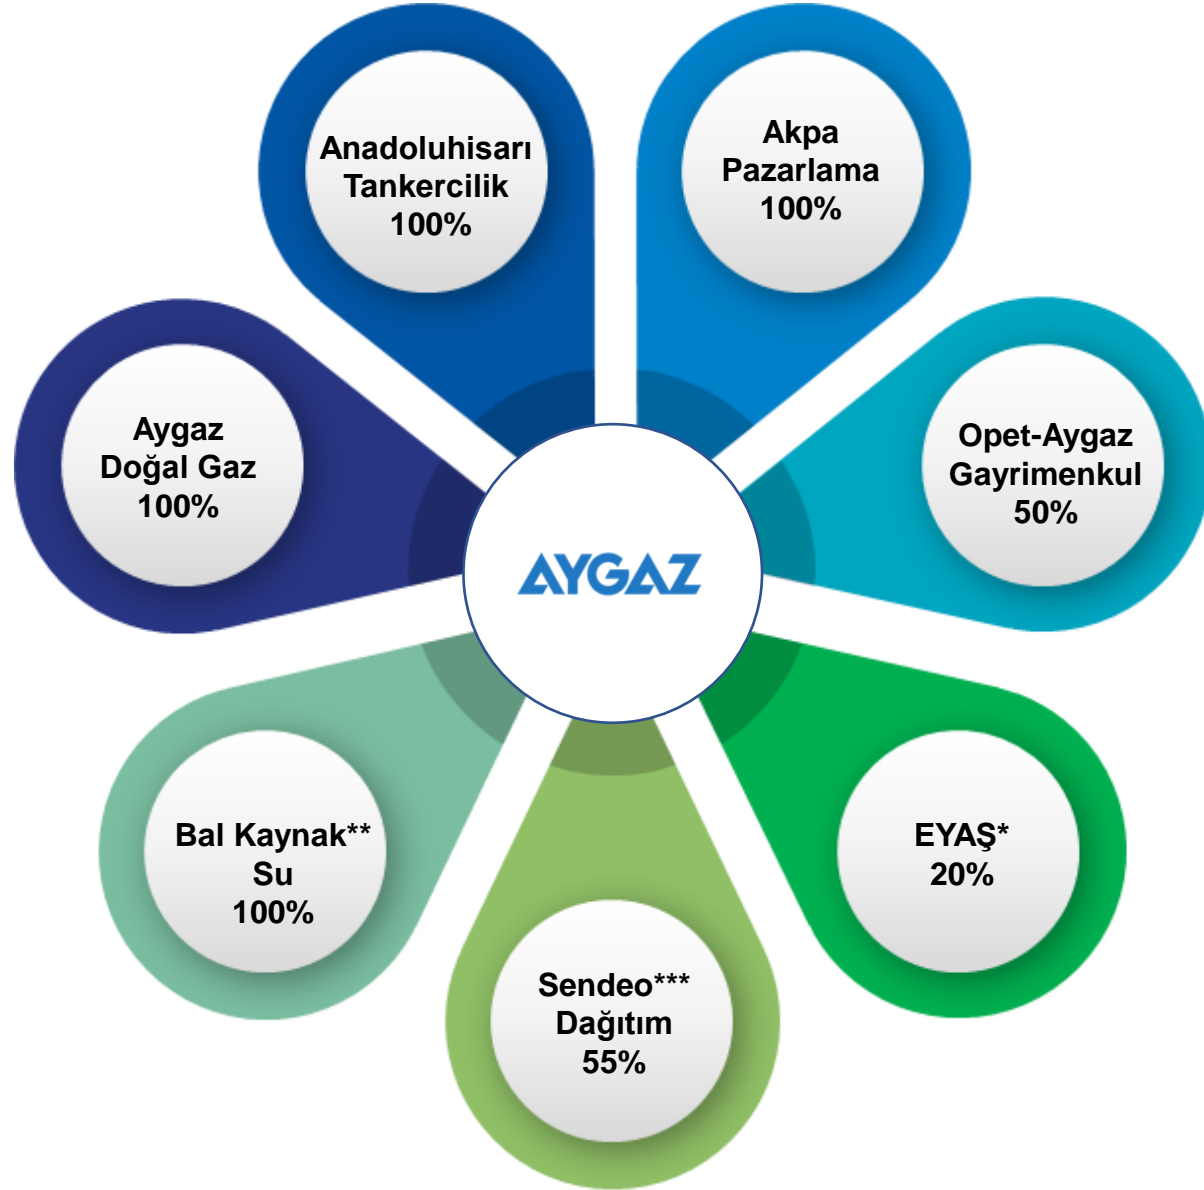 Anadoluhisarı
Tankercilik
100%
Akpa
Pazarlama
100%
Aygaz
Doğal Gaz
100%
Opet-Aygaz
Gayrimenkul
50%
AYGAZ
Bal Kaynak**
Su
100%
EYAŞ*
20%
Sendeo***
Dağıtım
55%